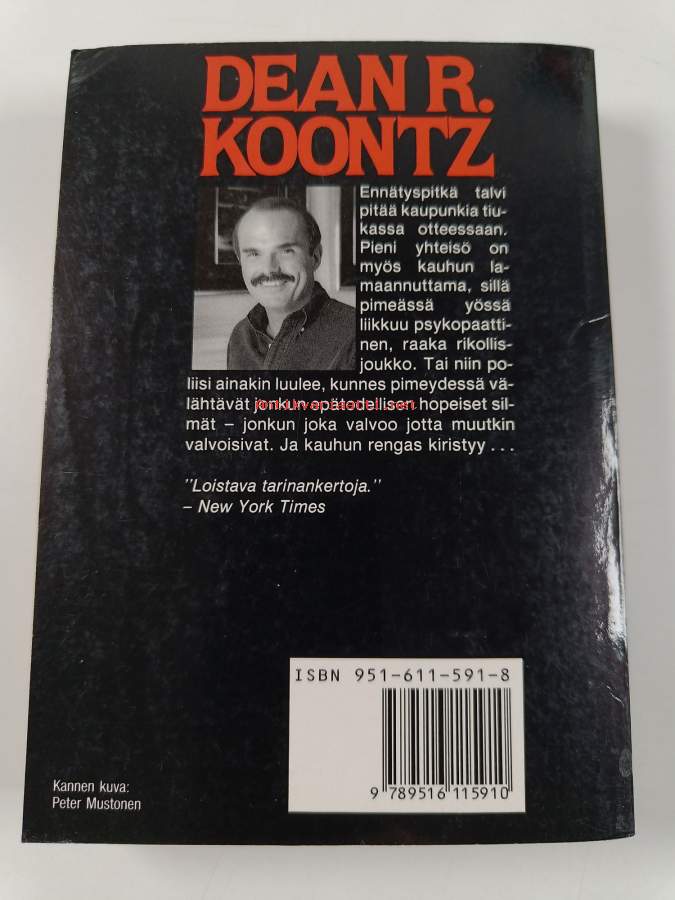 DEAN R.
KOONTZ
Ennätyspitkä talvi
pitää kaupunkia tiu-
kassa otteessaan.
Pieni yhteisö on
myös kauhun la-
maannuttama, sillä
pimeässä yössä
liikkuu psykopaatti-
nen, raaka rikollis-
joukko. Tai niin po-
liisi ainakin luulee, kunnes pimeydessä vä-
lähtävät jonkun epätodellisen hopeiset sil-
mät – jonkun joka valvoo jotta muutkin
valvoisivat. Ja kauhun rengas kiristyy . . .
"Loistava tarinankertoja."
– New York Times
ISBN 951-611-591-8
9 789516 115910
Kannen kuva:
Peter Mustonen